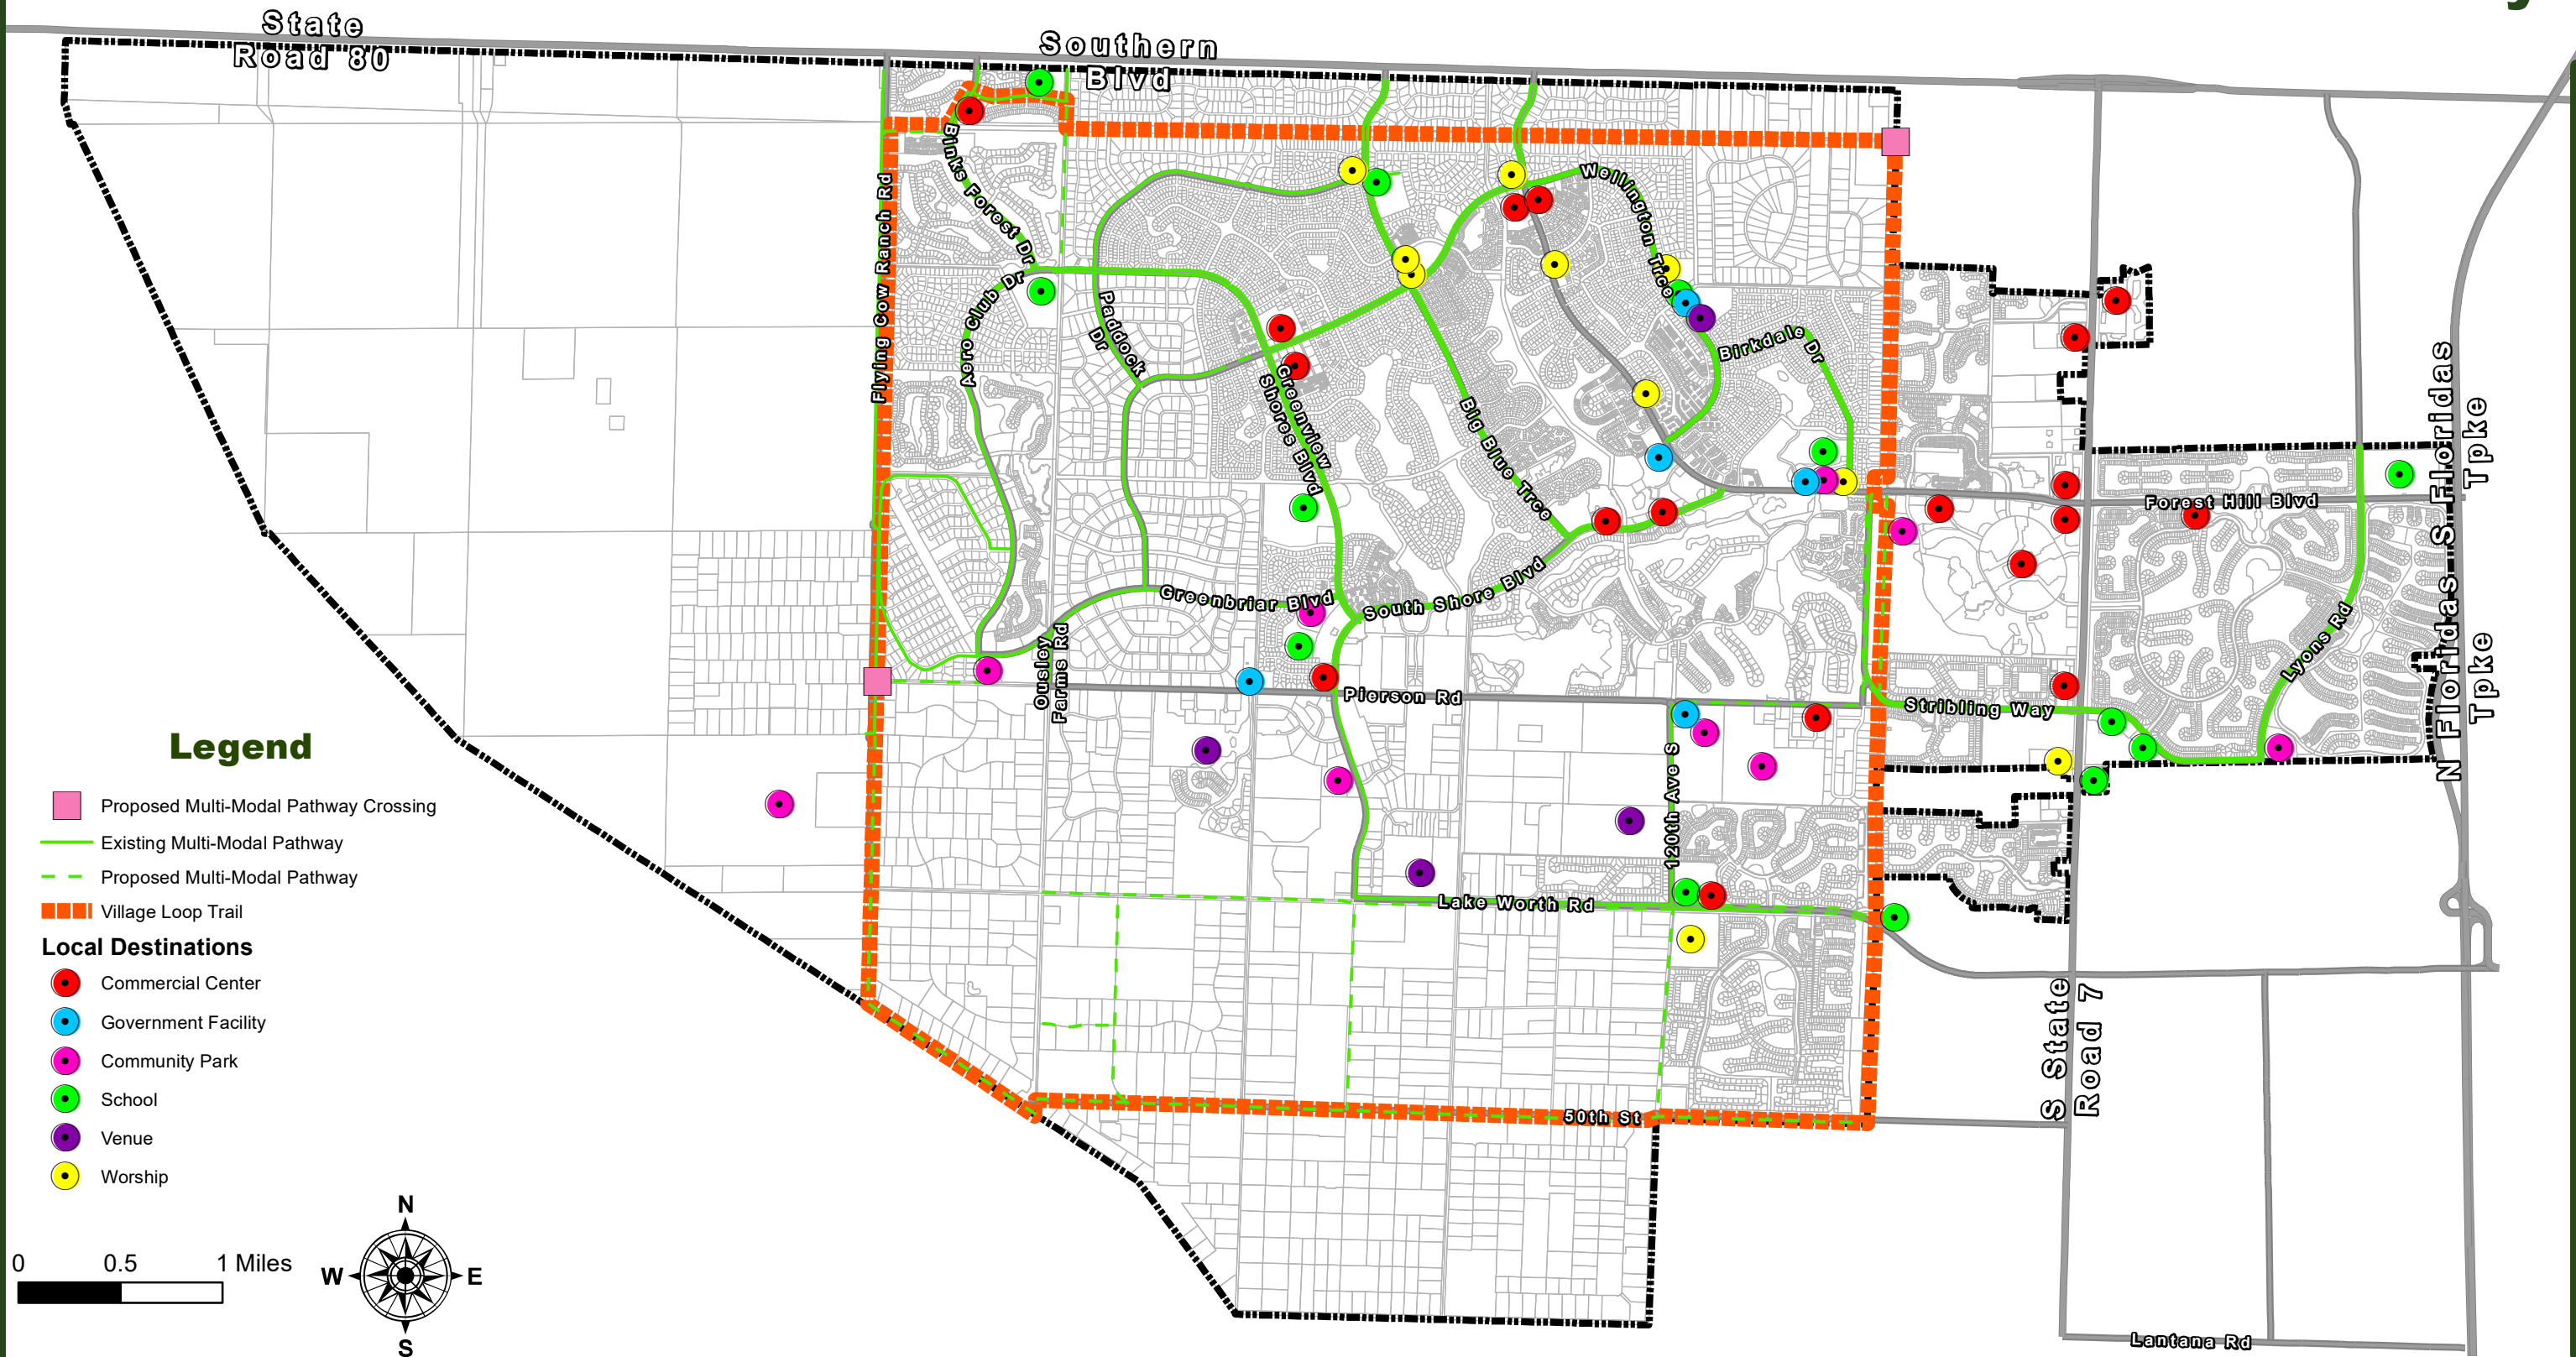 State
Road 80
Southern
Blvd
Binks Forest Dr
Flying Cow Ranch Rd
Aero Club Dr
Paddock
Dr
Wellington Trce
Birkdale Dr
Greenview
Shores Blvd
Big Blue Trce
Forest Hill Blvd
N Floridas S Floridas
Tpke
Tpke
Greenbriar Blvd
South Shore Blvd
Lyons Rd
Ousley
Farms Rd
Pierson Rd
Stribling Way
120th Ave S
Lake Worth Rd
50th St
S State
Road 7
Lantana Rd
Legend
Proposed Multi-Modal Pathway Crossing
Existing Multi-Modal Pathway
Proposed Multi-Modal Pathway
Village Loop Trail
Local Destinations
Commercial Center
Government Facility
Community Park
School
Venue
Worship
0 0.5 1 Miles
N
W E
S